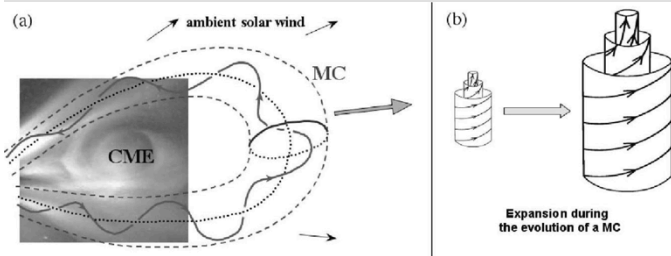 (a)
ambient solar wind
MC
CME
(b)
Expansion during
the evolution of a MC